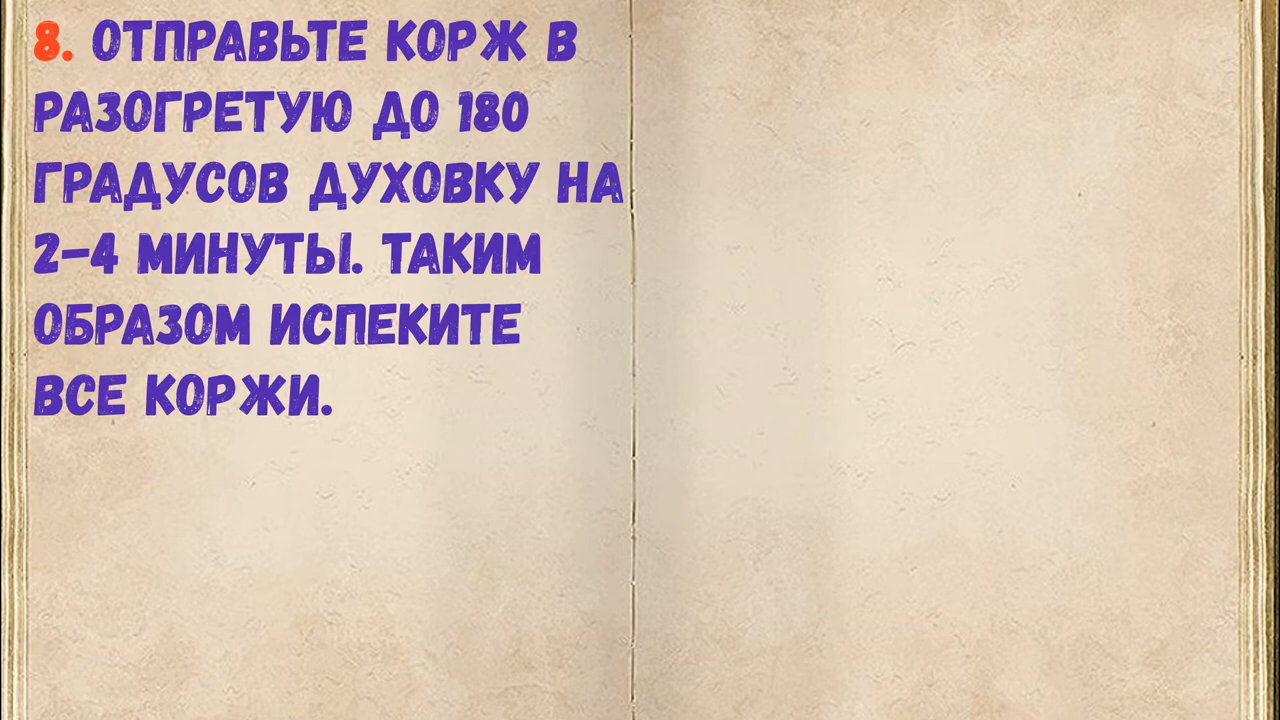 8. ОТПРАВЬТЕ КОРЖ В
РАЗОГРЕТУЮ ДО 180
ГРАДУСОВ ДУХОВКУ НА
2-4 МИНУТЫ. ТАКИМ
ОБРАЗОМ ИСПЕКИТЕ
ВСЕ КОРЖИ.